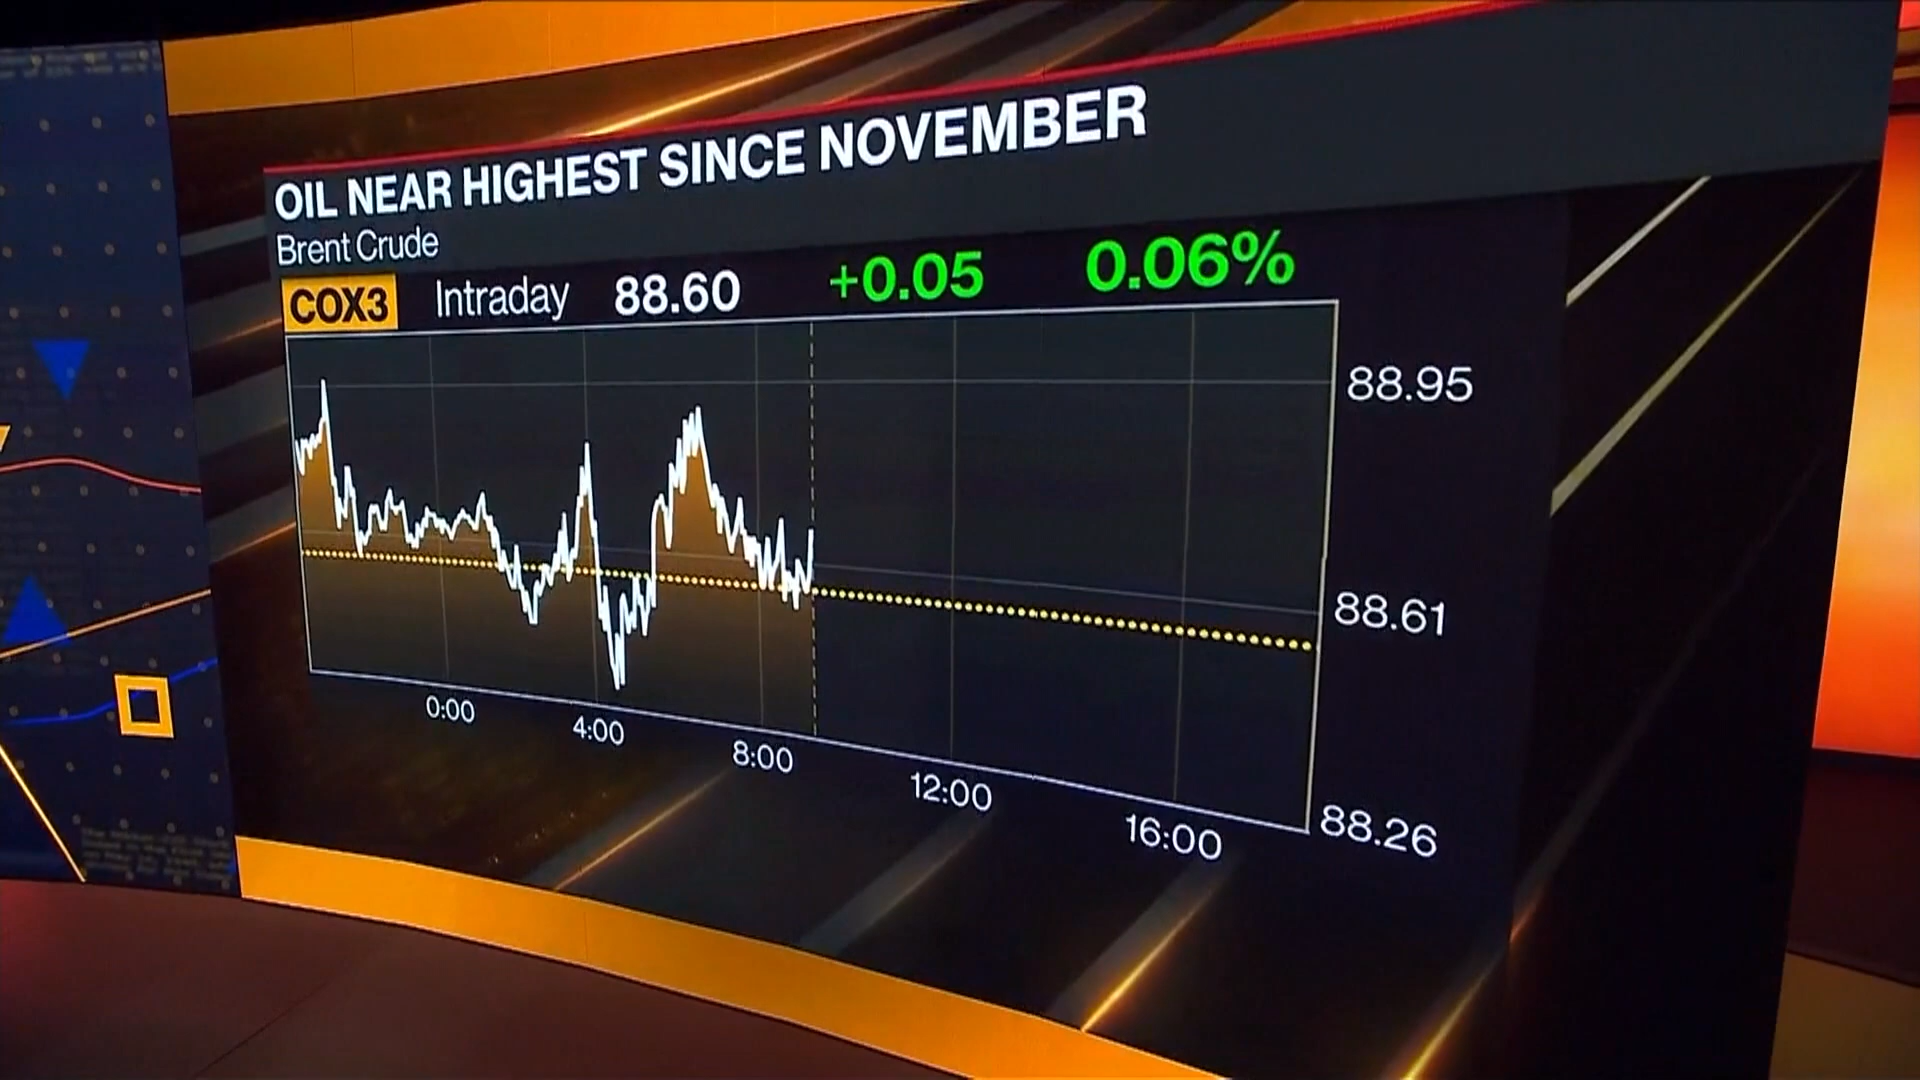 OIL NEAR HIGHEST SINCE NOVEMBER
Brent Crude
COX3 Intraday 88.60 +0.05 0.06%
88.95
88.61
88.26
0:00 4:00 8:00 12:00 16:00